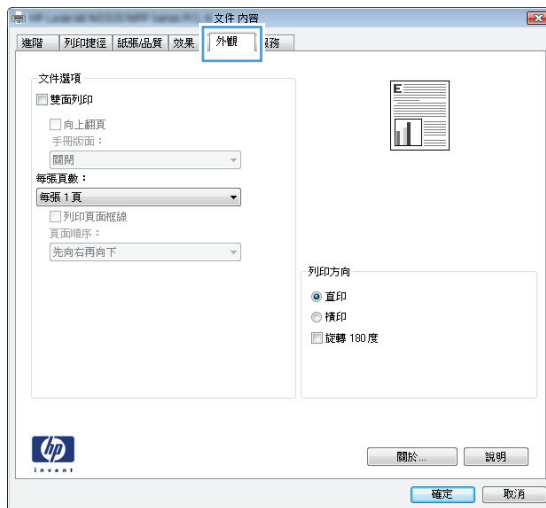 文件 內容
進階
列印捷徑
紙張/品質
效果
外觀
服務
文件選項
雙面列印
向上翻頁
手冊版面：
關閉
每張頁數：
每張 1 頁
列印頁面框線
頁面順序：
先向右再向下
E
列印方向
直印
橫印
旋轉 180 度
hp
invent
關於...
說明
確定
取消